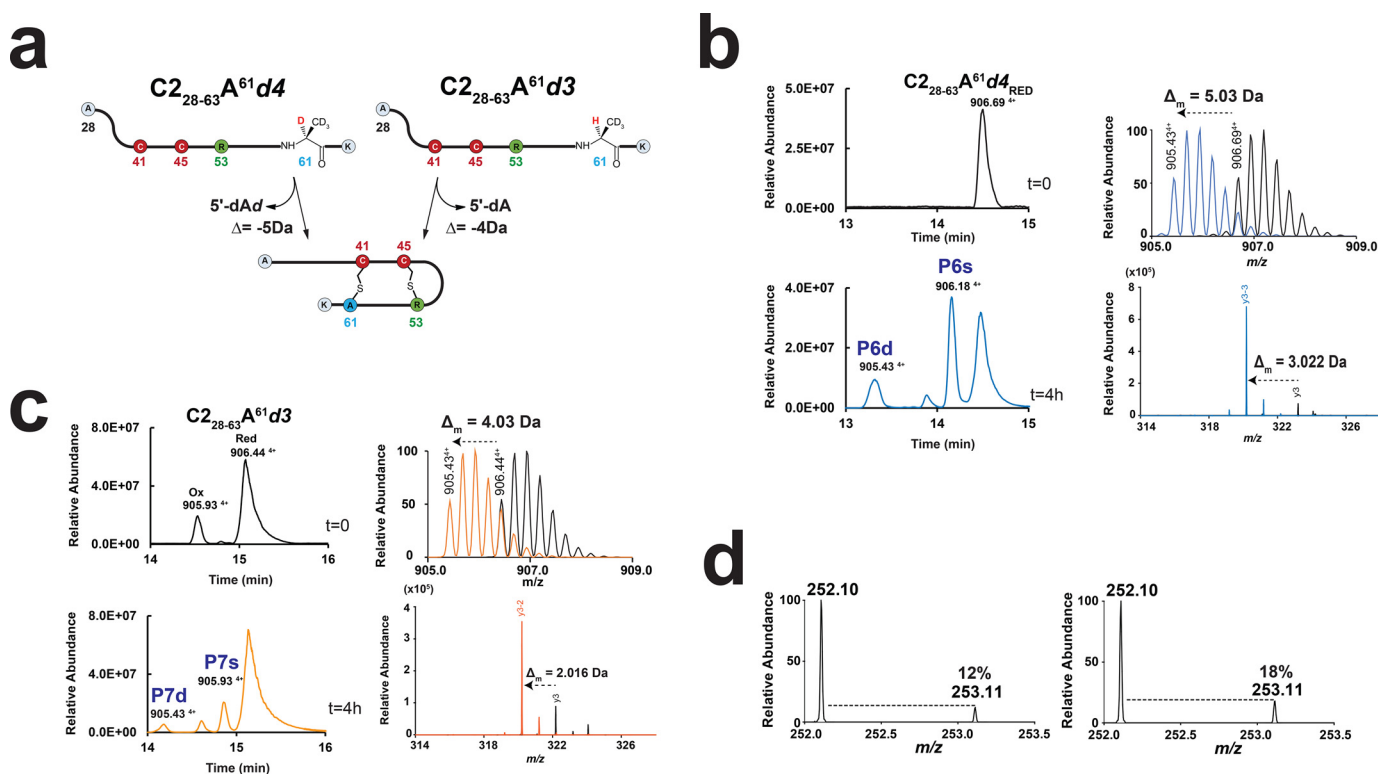 a
C2₂₈₋₆₃A⁶¹d4
C2₂₈₋₆₃A⁶¹d3
A
28
C
41
C
45
R
53
NH
D
CD₃
O
61
K
A
28
C
41
C
45
R
53
NH
H
CD₃
O
61
K
5'-dAd
Δ= -5Da
5'-dA
Δ= -4Da
41
45
A
C
C
S
S
K
A
R
61
53
b
C2₂₈₋₆₃A⁶¹d4 RED
906.69 ⁴⁺
Relative Abundance
5.0E+07
2.5E+07
0.0E+00
t=0
13
14
15
Time (min)
Δm = 5.03 Da
Relative Abundance
100
50
0
905.43⁴⁺
906.69⁴⁺
905.0
907.0
909.0
m/z
P6s
906.18 ⁴⁺
P6d
905.43 ⁴⁺
Relative Abundance
4.0E+07
2.0E+07
0.0E+00
t=4h
13
14
15
Time (min)
(x10⁵)
Relative Abundance
8
6
4
2
0
y3-3
Δm = 3.022 Da
y3
314
318
322
326
m/z
c
C2₂₈₋₆₃A⁶¹d3
Red
906.44 ⁴⁺
Ox
905.93 ⁴⁺
Relative Abundance
8.0E+07
4.0E+07
0.0E+00
t=0
14
15
16
Time (min)
Δm = 4.03 Da
Relative Abundance
100
50
0
905.43⁴⁺
906.44⁴⁺
905.0
907.0
909.0
m/z
P7s
905.93 ⁴⁺
P7d
905.43 ⁴⁺
Relative Abundance
8.0E+07
4.0E+07
0.0E+00
t=4h
14
15
16
Time (min)
(x10⁵)
Relative Abundance
4
3
2
1
0
y3-2
Δm = 2.016 Da
y3
314
318
322
326
m/z
d
Relative Abundance
100
50
0
252.10
12%
253.11
252.0
252.5
253.0
253.5
m/z
Relative Abundance
100
50
0
252.10
18%
253.11
252.0
252.5
253.0
253.5
m/z